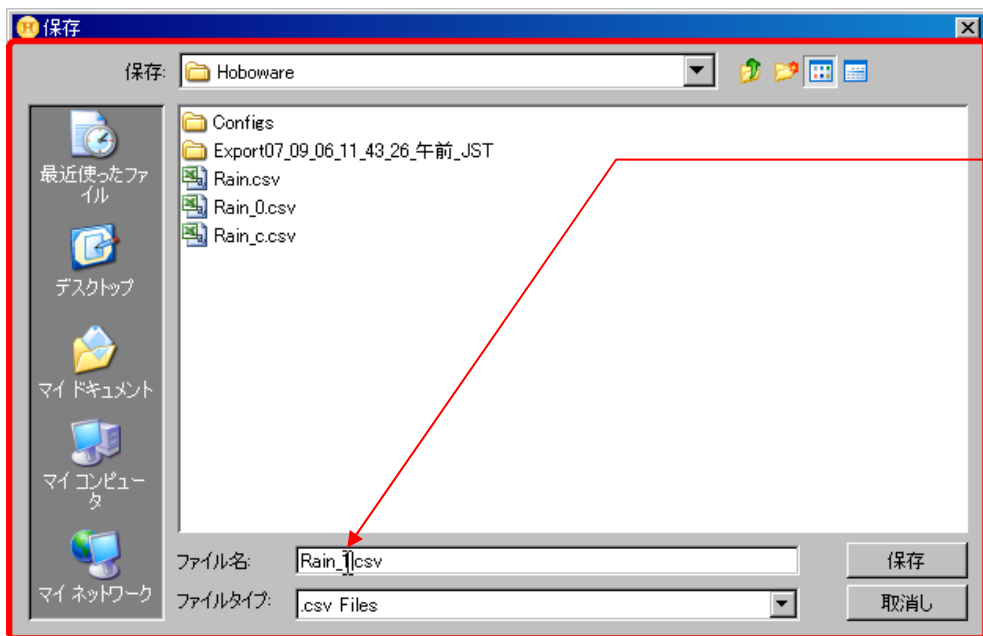 保存
保存:
Hoboware
Configs
Export07_09_06_11_43_26_午前_JST
Rain.csv
Rain_0.csv
Rain_c.csv
最近使ったファ
イル
デスクトップ
マイ ドキュメント
マイ コンピュー
タ
マイ ネットワーク
ファイル名:
Rain_1.csv
保存
ファイルタイプ:
.csv Files
取消し